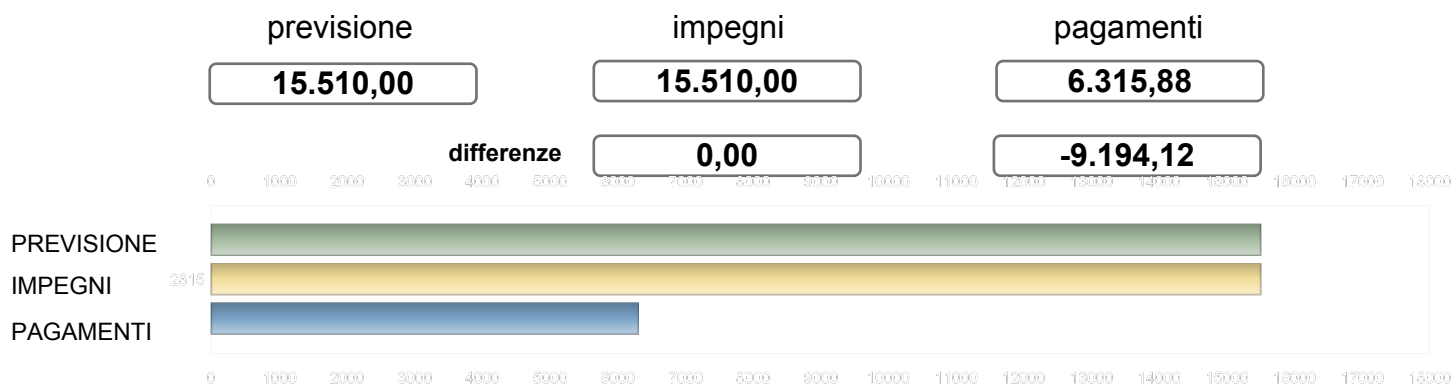 previsione impegni pagamenti
15.510,00 15.510,00 6.315,88
differenze 0,00 -9.194,12
0 1000 2000 3000 4000 5000 6000 7000 8000 9000 10000 11000 12000 13000 14000 15000 16000 17000 18000
PREVISIONE
IMPEGNI 2815
PAGAMENTI
0 1000 2000 3000 4000 5000 6000 7000 8000 9000 10000 11000 12000 13000 14000 15000 16000 17000 18000